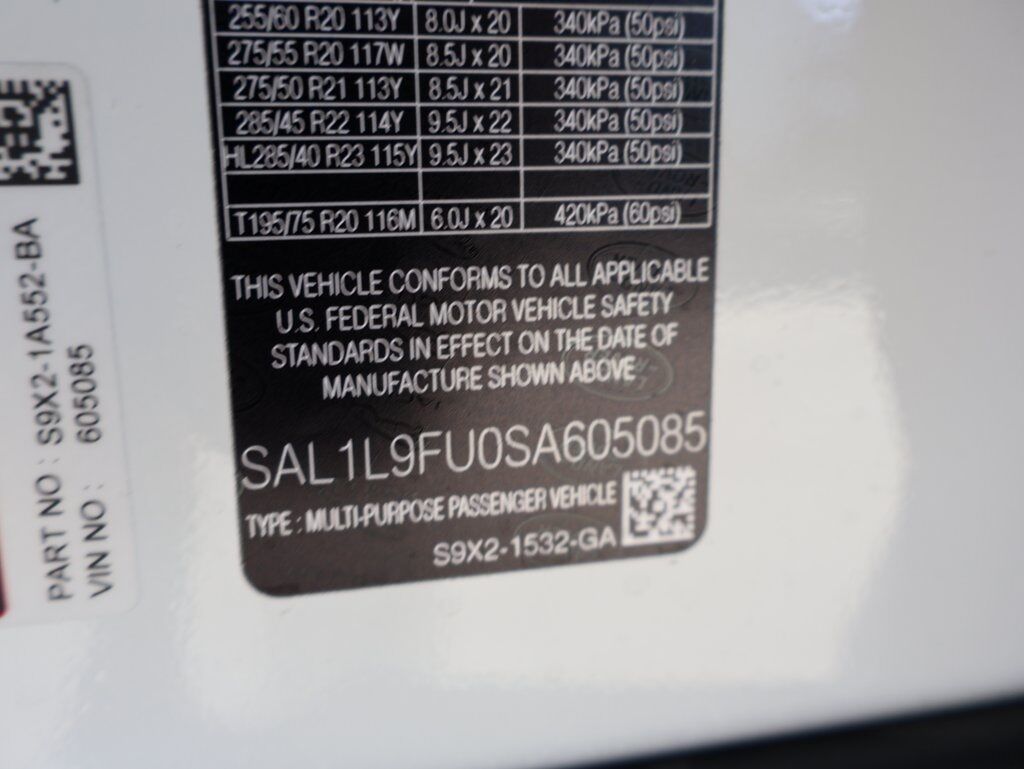 255/60 R20 113Y 8.0J x 20 340kPa (50psi)
275/55 R20 117W 8.5J x 20 340kPa (50psi)
275/50 R21 113Y 8.5J x 21 340kPa (50psi)
285/45 R22 114Y 9.5J x 22 340kPa (50psi)
HL285/40 R23 115Y 9.5J x 23 340kPa (50psi)
T195/75 R20 116M 6.0J x 20 420kPa (60psi)
THIS VEHICLE CONFORMS TO ALL APPLICABLE
U.S. FEDERAL MOTOR VEHICLE SAFETY
STANDARDS IN EFFECT ON THE DATE OF
MANUFACTURE SHOWN ABOVE
SAL1L9FU0SA605085
TYPE : MULTI-PURPOSE PASSENGER VEHICLE
S9X2-1532-GA
PART NO : S9X2-1A552-BA
VIN NO : 605085